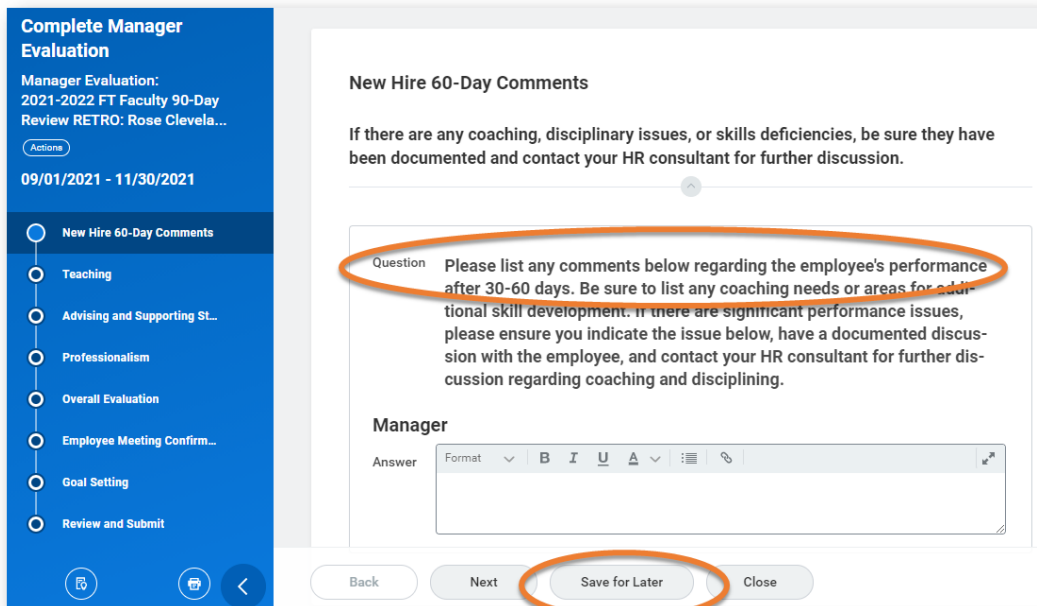 Complete Manager
Evaluation
Manager Evaluation:
2021-2022 FT Faculty 90-Day
Review RETRO: Rose Clevela...
Actions
09/01/2021 - 11/30/2021
New Hire 60-Day Comments
Teaching
Advising and Supporting St...
Professionalism
Overall Evaluation
Employee Meeting Confirm...
Goal Setting
Review and Submit
New Hire 60-Day Comments
If there are any coaching, disciplinary issues, or skills deficiencies, be sure they have
been documented and contact your HR consultant for further discussion.
Question
Please list any comments below regarding the employee's performance
after 30-60 days. Be sure to list any coaching needs or areas for addi-
tional skill development. If there are significant performance issues,
please ensure you indicate the issue below, have a documented discus-
sion with the employee, and contact your HR consultant for further dis-
cussion regarding coaching and disciplining.
Manager
Answer
Format B I U A
Back Next Save for Later Close